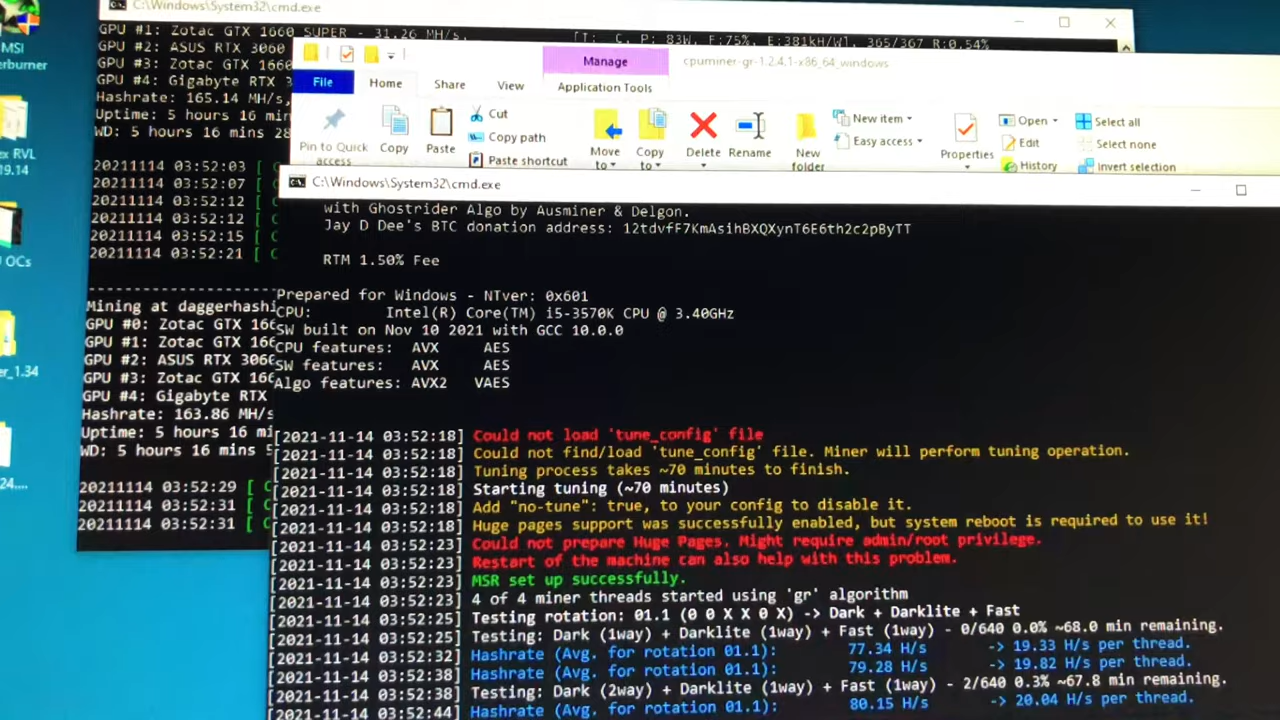 C:\Windows\System32\cmd.exe
GPU #1: Zotac GTX 1660 SUPER - 31.26 MH/s, [T: C, P: 83W, F:75%, E:381kH/W], 365/367 R:0.54%
GPU #2: ASUS RTX 3060
GPU #3: Zotac GTX 1660
GPU #4: Gigabyte RTX 3
Hashrate: 165.14 MH/s,
Uptime: 5 hours 16 min
WD: 5 hours 16 mins 28
20211114 03:52:03 [ C
20211114 03:52:07 [
20211114 03:52:12 [ C
20211114 03:52:12 [ C
20211114 03:52:15 [ C
20211114 03:52:21 [ C
Mining at daggerhashi
GPU #0: Zotac GTX 166
GPU #1: Zotac GTX 166
GPU #2: ASUS RTX 3060
GPU #3: Zotac GTX 166
GPU #4: Gigabyte RTX
Hashrate: 163.86 MH/s
Uptime: 5 hours 16 mi
WD: 5 hours 16 mins 5
20211114 03:52:29 [ C
20211114 03:52:31 [ C
20211114 03:52:31 [ C
MSI
erburner
ex RVL
19.14
U OCs
er_1.34
24....
Manage
cpuminer-gr-1.2.4.1-x86_64_windows
File
Home
Share
View
Application Tools
Pin to Quick
access
Copy
Paste
Cut
Copy path
Paste shortcut
Move
to
Copy
to
Delete
Rename
New
folder
New item
Easy access
Properties
Open
Edit
History
Select all
Select none
Invert selection
C:\Windows\System32\cmd.exe
with Ghostrider Algo by Ausminer & Delgon.
Jay D Dee's BTC donation address: 12tdvfF7KmAsihBXQXynT6E6th2c2pByTT
RTM 1.50% Fee
Prepared for Windows - NTver: 0x601
CPU: Intel(R) Core(TM) i5-3570K CPU @ 3.40GHz
SW built on Nov 10 2021 with GCC 10.0.0
CPU features: AVX AES
SW features: AVX AES
Algo features: AVX2 VAES
[2021-11-14 03:52:18] Could not load 'tune_config' file
[2021-11-14 03:52:18] Could not find/load 'tune_config' file. Miner will perform tuning operation.
[2021-11-14 03:52:18] Tuning process takes ~70 minutes to finish.
[2021-11-14 03:52:18] Starting tuning (~70 minutes)
[2021-11-14 03:52:18] Add "no-tune": true, to your config to disable it.
[2021-11-14 03:52:18] Huge pages support was successfully enabled, but system reboot is required to use it!
[2021-11-14 03:52:23] Could not prepare Huge Pages. Might require admin/root privilege.
[2021-11-14 03:52:23] Restart of the machine can also help with this problem.
[2021-11-14 03:52:23] MSR set up successfully.
[2021-11-14 03:52:23] 4 of 4 miner threads started using 'gr' algorithm
[2021-11-14 03:52:25] Testing rotation: 01.1 (0 0 X X 0 X) -> Dark + Darklite + Fast
[2021-11-14 03:52:25] Testing: Dark (1way) + Darklite (1way) + Fast (1way) - 0/640 0.0% ~68.0 min remaining.
[2021-11-14 03:52:32] Hashrate (Avg. for rotation 01.1): 77.34 H/s -> 19.33 H/s per thread.
[2021-11-14 03:52:38] Hashrate (Avg. for rotation 01.1): 79.28 H/s -> 19.82 H/s per thread.
[2021-11-14 03:52:38] Testing: Dark (2way) + Darklite (1way) + Fast (1way) - 2/640 0.3% ~67.8 min remaining.
[2021-11-14 03:52:44] Hashrate (Avg. for rotation 01.1): 80.15 H/s -> 20.04 H/s per thread.